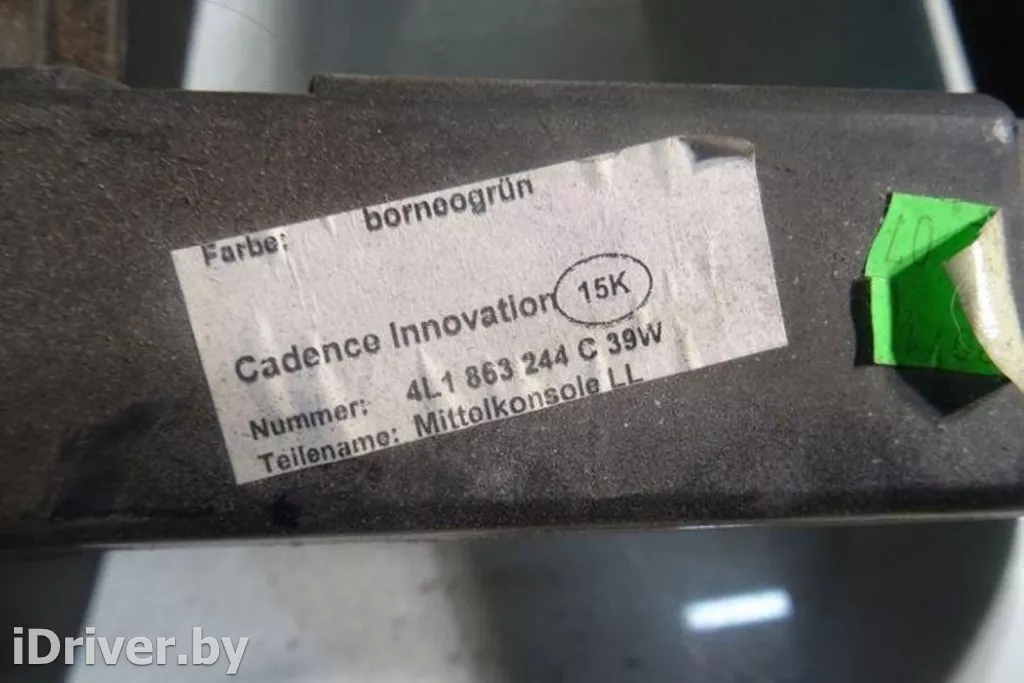 Farbe: borneogrün
Cadence Innovation 15K
Nummer: 4L1 863 244 C 39W
Teilename: Mittelkonsole LL
iDriver.by